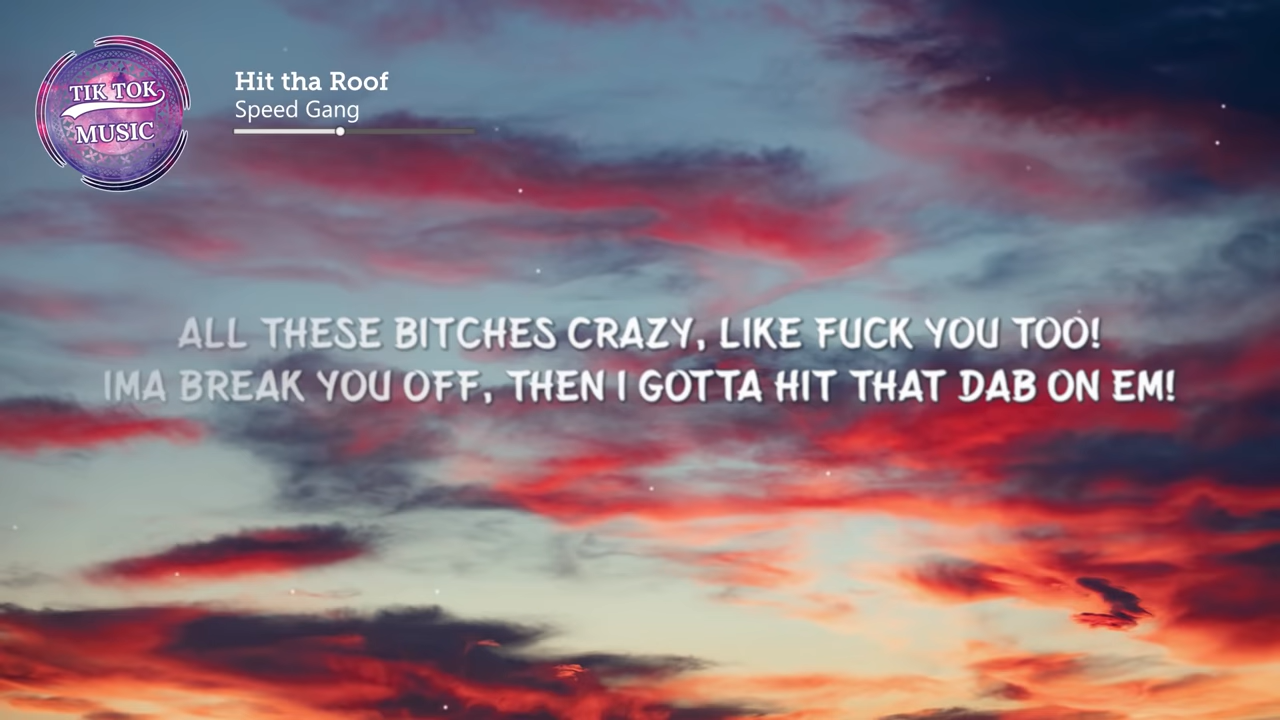 TIK TOK
MUSIC
Hit tha Roof
Speed Gang
ALL THESE BITCHES CRAZY, LIKE FUCK YOU TOO!
IMA BREAK YOU OFF, THEN I GOTTA HIT THAT DAB ON EM!